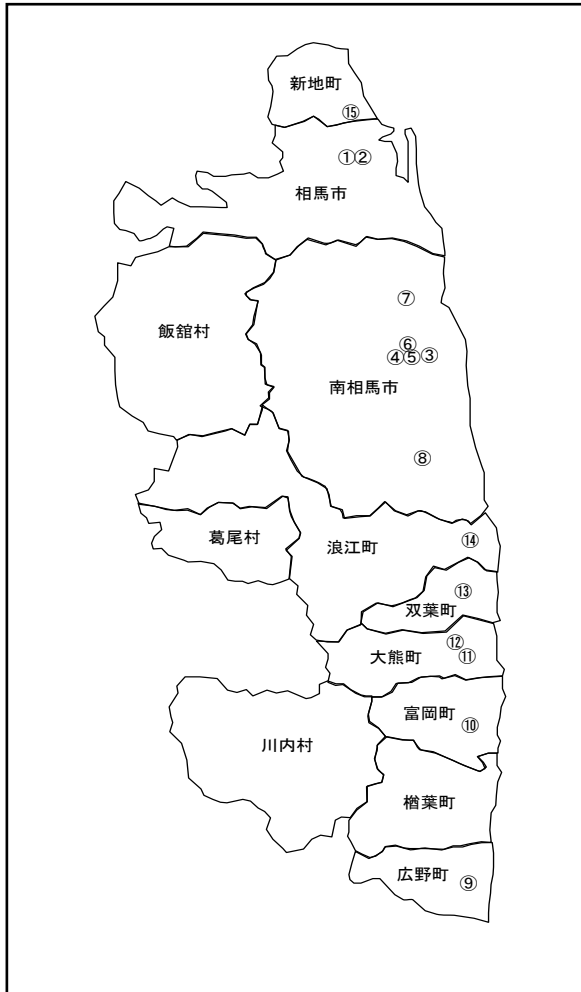 新地町
⑮
①②
相馬市
⑦
飯舘村
⑥
④⑤③
南相馬市
⑧
葛尾村
浪江町
⑭
⑬
双葉町
⑫
大熊町
⑪
富岡町
⑩
川内村
楢葉町
広野町
⑨